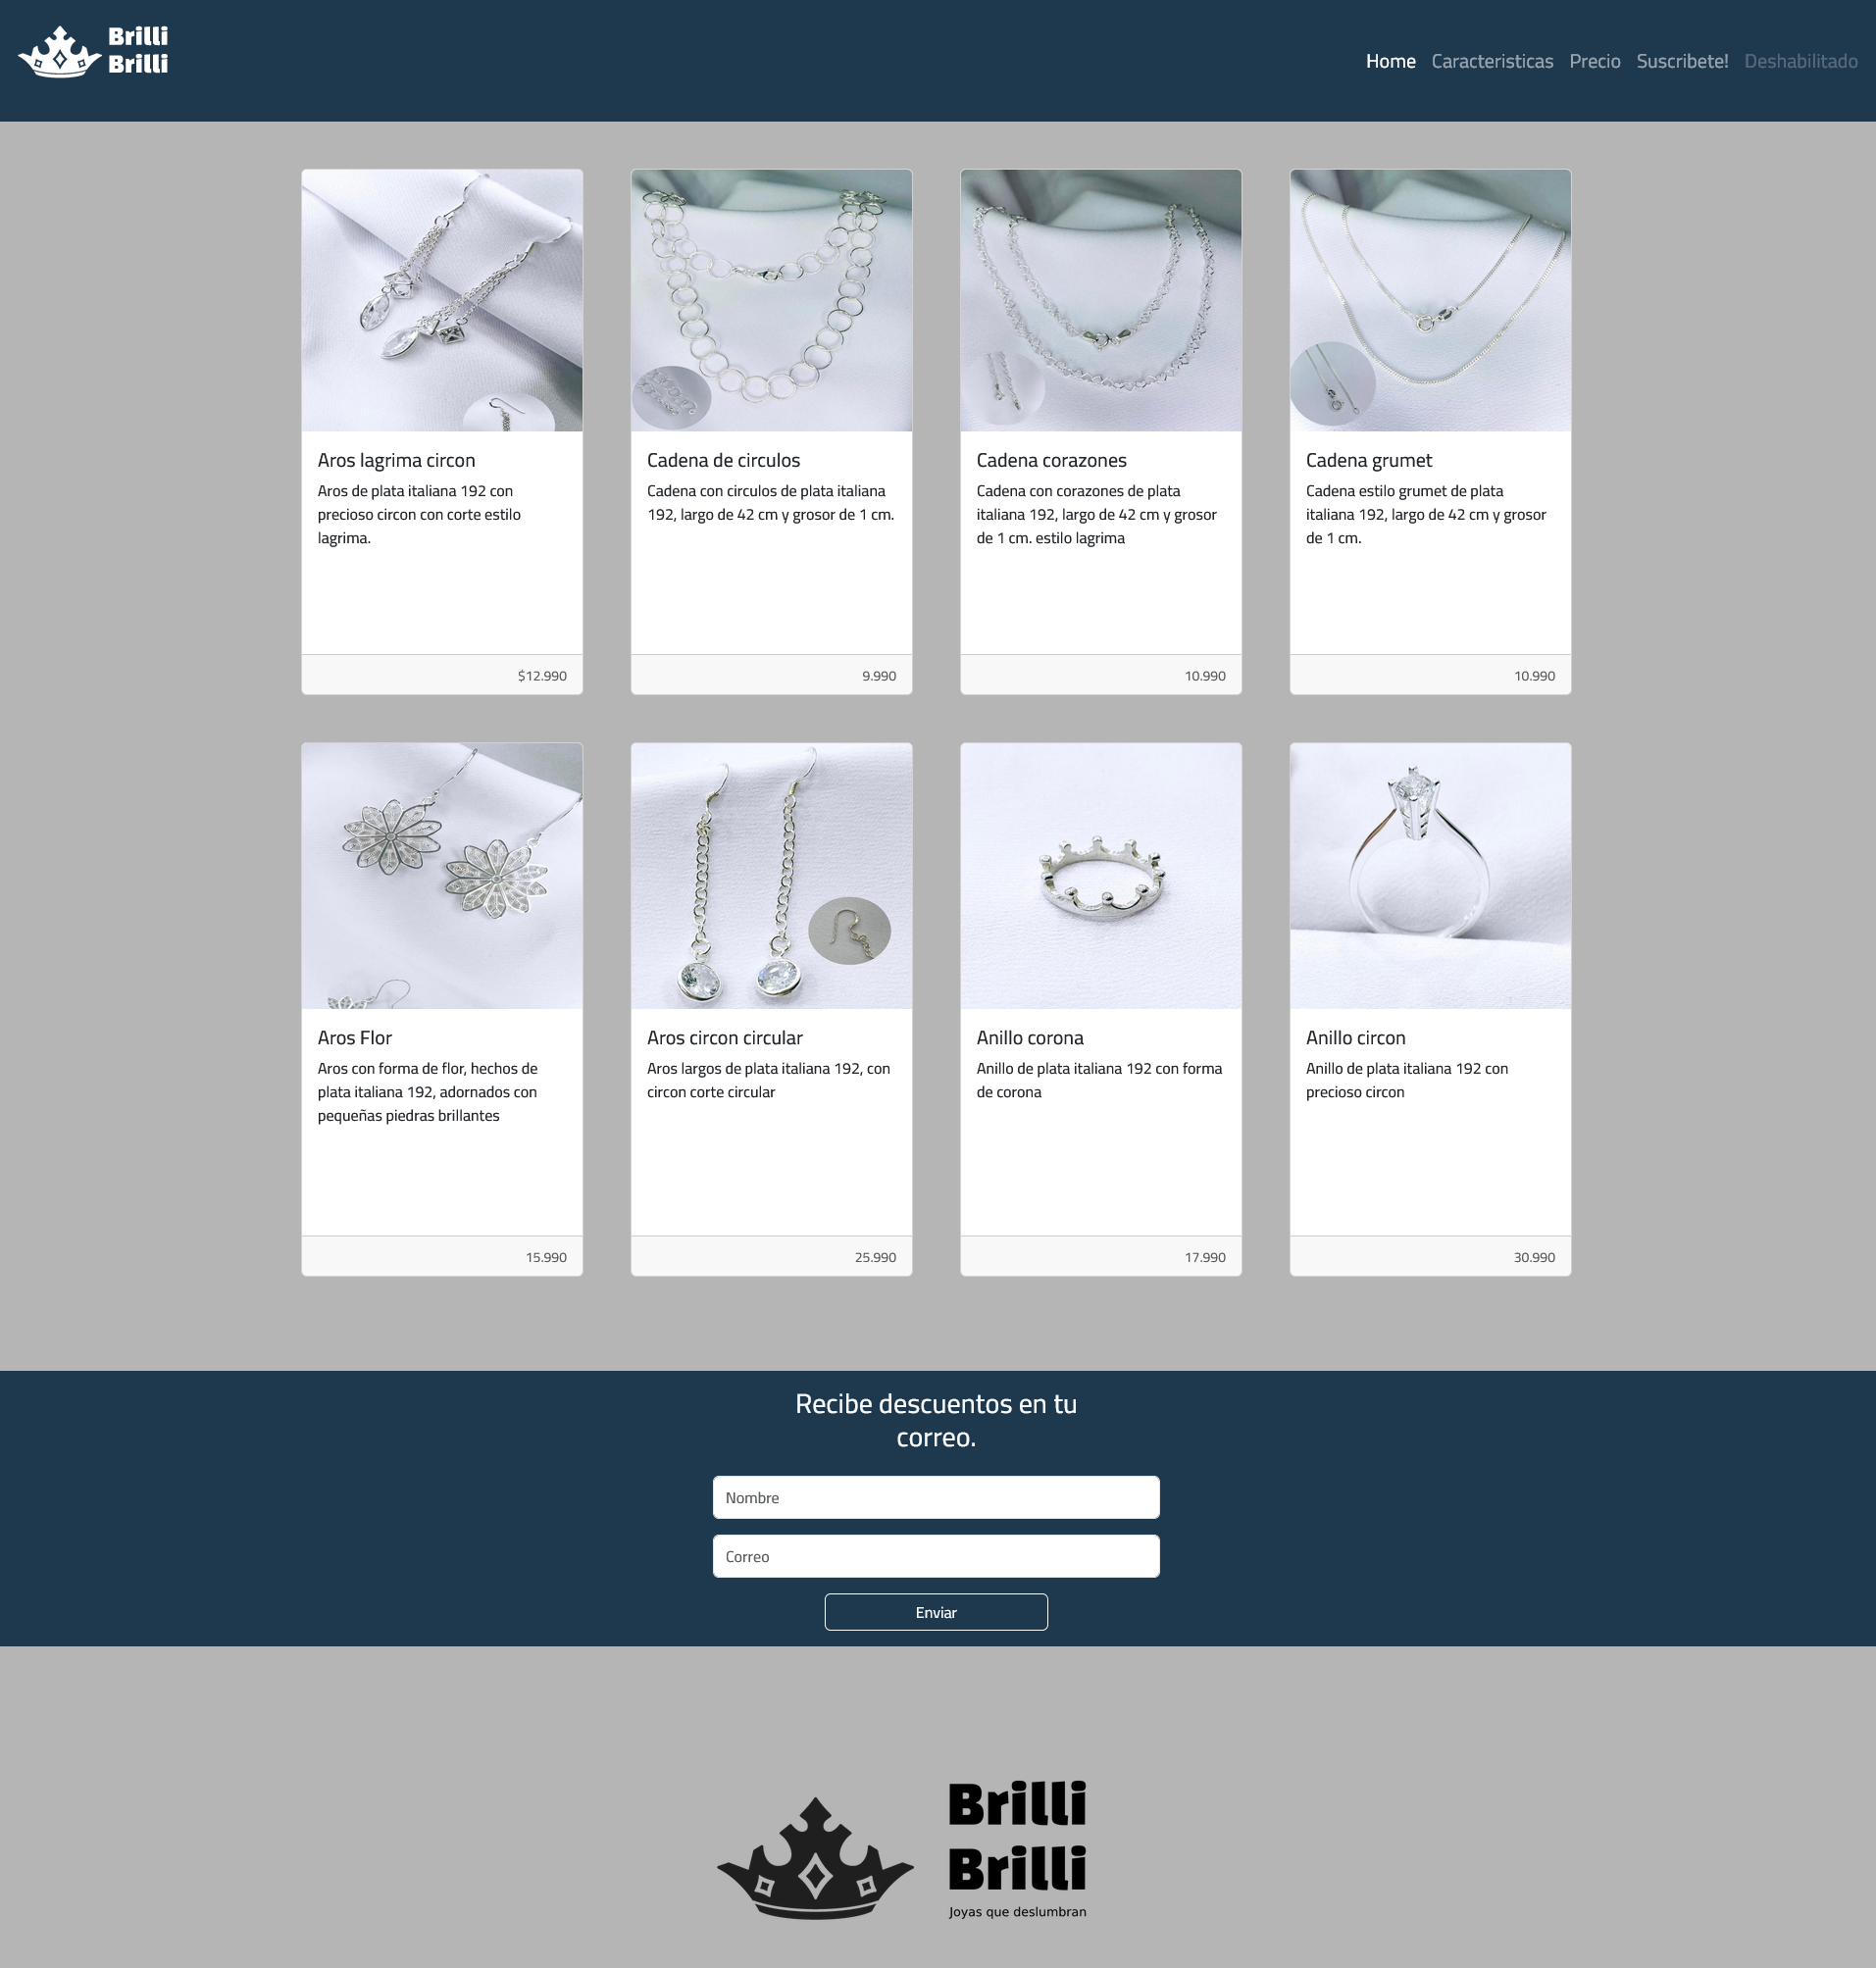 Brilli
Brilli
Home Caracteristicas Precio Suscribete! Deshabilitado
Aros lagrima circon
Aros de plata italiana 192 con
precioso circon con corte estilo
lagrima.
$12.990
Cadena de circulos
Cadena con circulos de plata italiana
192, largo de 42 cm y grosor de 1 cm.
9.990
Cadena corazones
Cadena con corazones de plata
italiana 192, largo de 42 cm y grosor
de 1 cm. estilo lagrima
10.990
Cadena grumet
Cadena estilo grumet de plata
italiana 192, largo de 42 cm y grosor
de 1 cm.
10.990
Aros Flor
Aros con forma de flor, hechos de
plata italiana 192, adornados con
pequeñas piedras brillantes
15.990
Aros circon circular
Aros largos de plata italiana 192, con
circon corte circular
25.990
Anillo corona
Anillo de plata italiana 192 con forma
de corona
17.990
Anillo circon
Anillo de plata italiana 192 con
precioso circon
30.990
Recibe descuentos en tu
correo.
Nombre
Correo
Enviar
Brilli
Brilli
Joyas que deslumbran